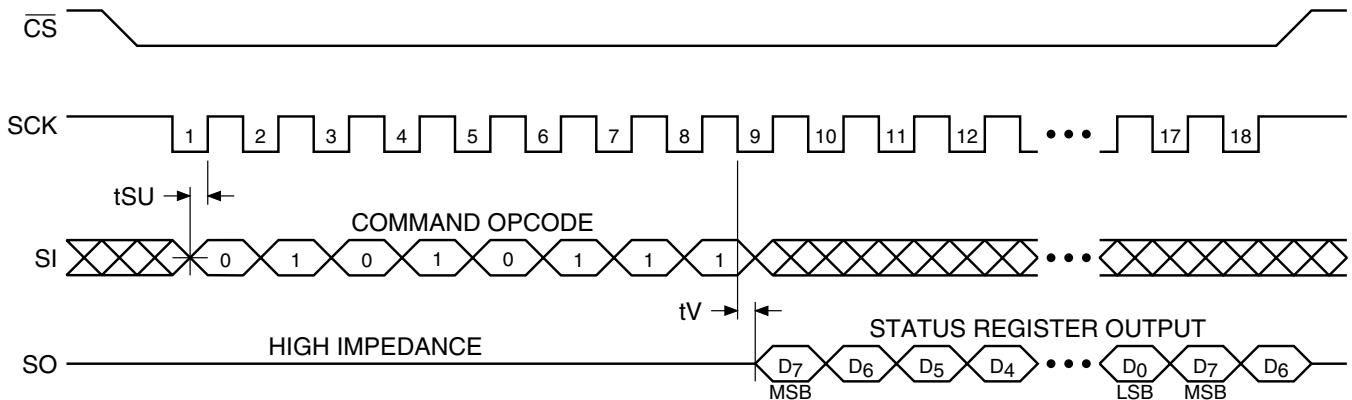 CS
SCK 1 2 3 4 5 6 7 8 9 10 11 12 17 18
tSU
COMMAND OPCODE
SI 0 1 0 1 0 1 1 1
tV
HIGH IMPEDANCE STATUS REGISTER OUTPUT
SO D7 D6 D5 D4 D0 D7 D6
MSB LSB MSB